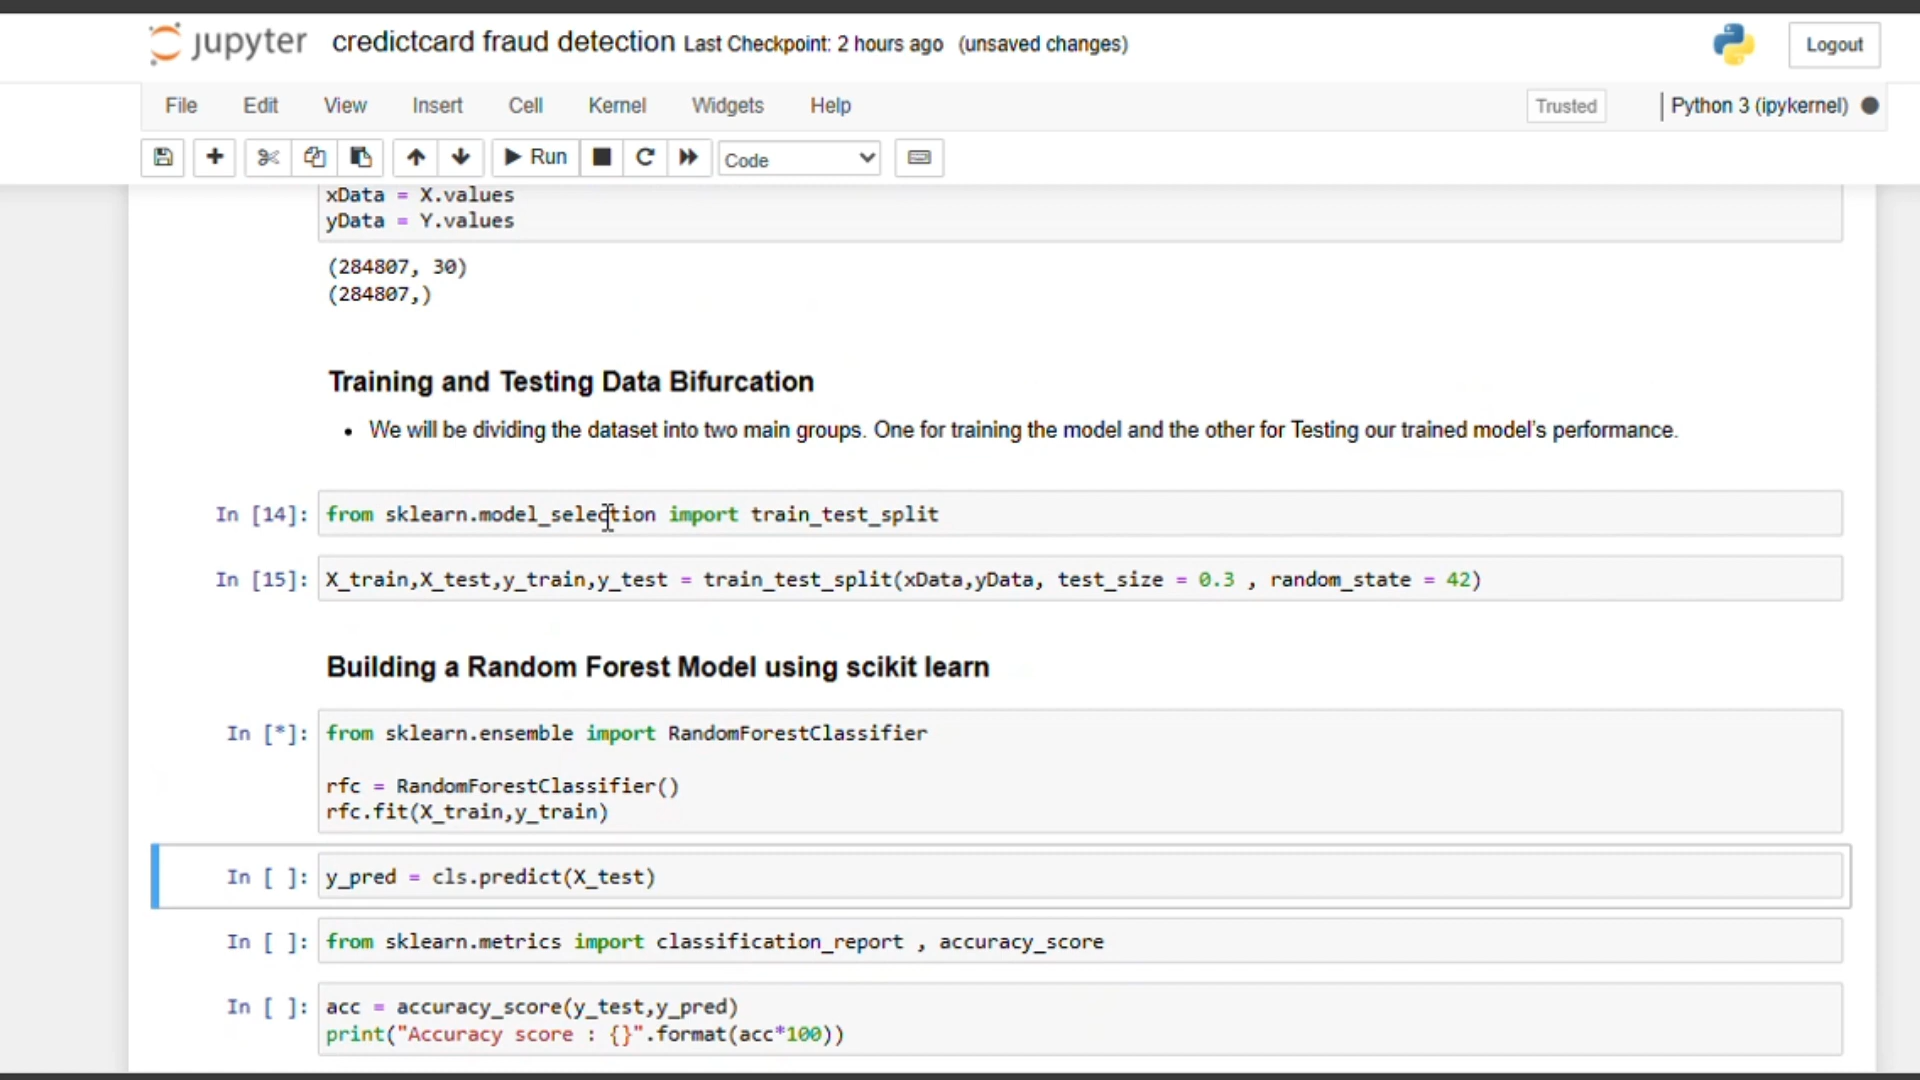 jupyter credictcard fraud detection Last Checkpoint: 2 hours ago (unsaved changes) Logout
File Edit View Insert Cell Kernel Widgets Help Trusted Python 3 (ipykernel)
Run Code
xData = X.values
yData = Y.values
(284807, 30)
(284807,)
Training and Testing Data Bifurcation
• We will be dividing the dataset into two main groups. One for training the model and the other for Testing our trained model's performance.
In [14]: from sklearn.model_selection import train_test_split
In [15]: X_train,X_test,y_train,y_test = train_test_split(xData,yData, test_size = 0.3 , random_state = 42)
Building a Random Forest Model using scikit learn
In [*]: from sklearn.ensemble import RandomForestClassifier
rfc = RandomForestClassifier()
rfc.fit(X_train,y_train)
In [ ]: y_pred = cls.predict(X_test)
In [ ]: from sklearn.metrics import classification_report , accuracy_score
In [ ]: acc = accuracy_score(y_test,y_pred)
print("Accuracy score : {}".format(acc*100))